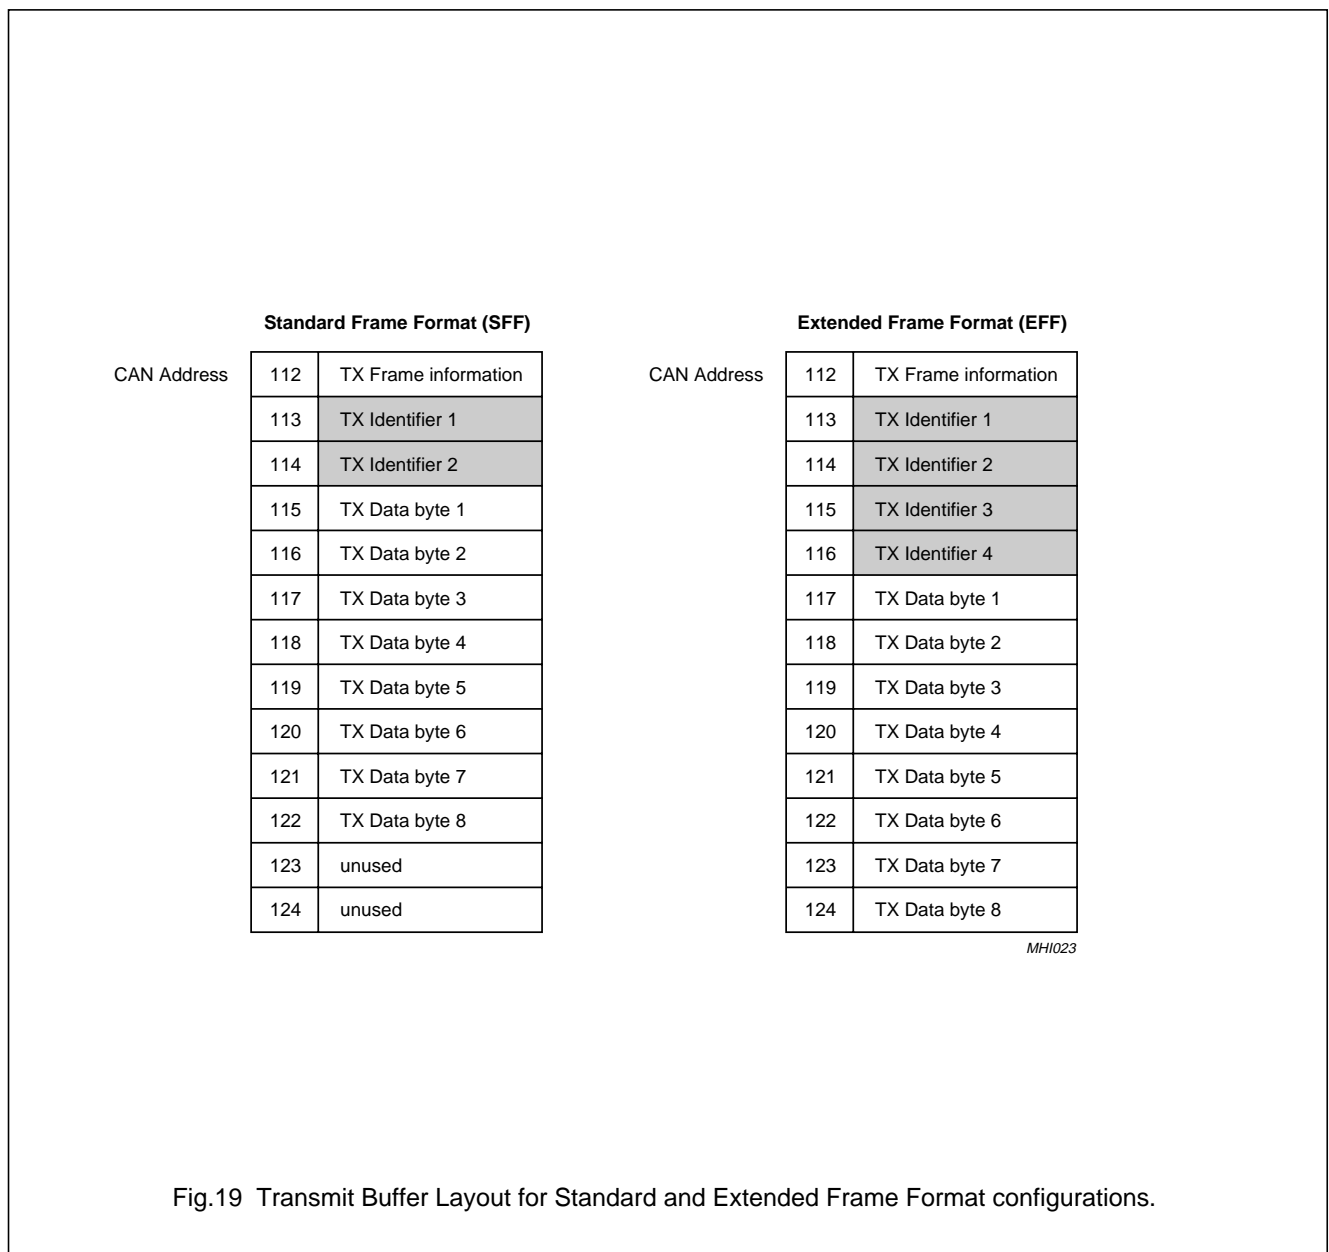 Standard Frame Format (SFF)
CAN Address 112 TX Frame information
113 TX Identifier 1
114 TX Identifier 2
115 TX Data byte 1
116 TX Data byte 2
117 TX Data byte 3
118 TX Data byte 4
119 TX Data byte 5
120 TX Data byte 6
121 TX Data byte 7
122 TX Data byte 8
123 unused
124 unused
Extended Frame Format (EFF)
CAN Address 112 TX Frame information
113 TX Identifier 1
114 TX Identifier 2
115 TX Identifier 3
116 TX Identifier 4
117 TX Data byte 1
118 TX Data byte 2
119 TX Data byte 3
120 TX Data byte 4
121 TX Data byte 5
122 TX Data byte 6
123 TX Data byte 7
124 TX Data byte 8
MHI023
Fig.19 Transmit Buffer Layout for Standard and Extended Frame Format configurations.